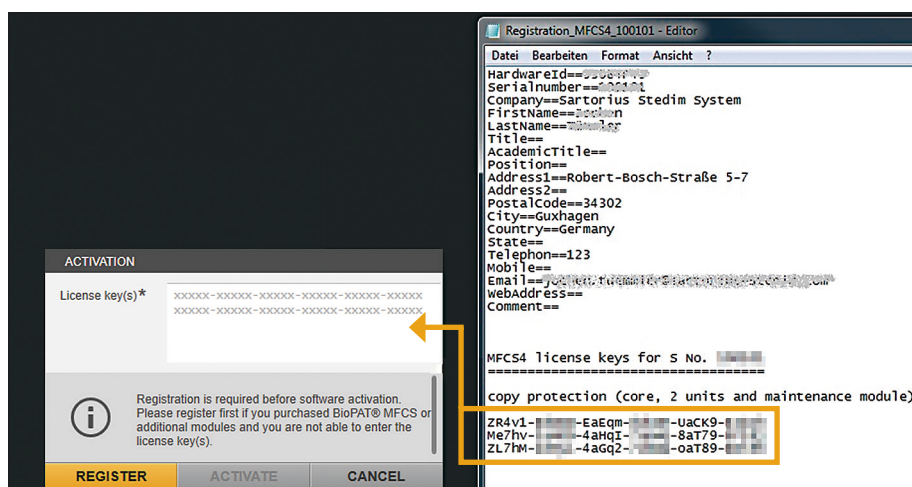 ACTIVATION
License key(s)*
xxxxx-xxxxx-xxxxx-xxxxx-xxxxx-xxxxx
xxxxx-xxxxx-xxxxx-xxxxx-xxxxx-xxxxx
i
Registration is required before software activation.
Please register first if you purchased BioPAT® MFCS or
additional modules and you are not able to enter the
license key(s).
REGISTER ACTIVATE CANCEL
Registration_MFCS4_100101 - Editor
Datei Bearbeiten Format Ansicht ?
HardwareId==
Serialnumber==
Company==Sartorius Stedim System
FirstName==
LastName==
Title==
AcademicTitle==
Position==
Address1==Robert-Bosch-Straße 5-7
Address2==
PostalCode==34302
City==Guxhagen
Country==Germany
State==
Telephon==123
Mobile==
Email==
WebAddress==
Comment==
MFCS4 license keys for S No.
===================================
copy protection (core, 2 units and maintenance module)
ZR4v1- -EaEqm- -UaCK9-
Me7hv- -4aHqI- -8aT79-
ZL7hM- -4aGq2- -oaT89-